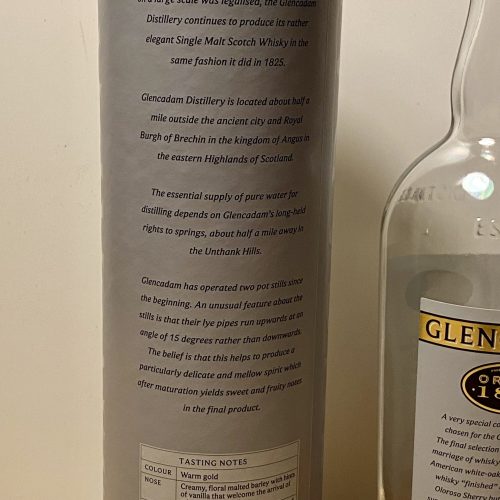 on a large scale was legalised, the Glencadam
Distillery continues to produce its rather
elegant Single Malt Scotch Whisky in the
same fashion it did in 1825.
Glencadam Distillery is located about half a
mile outside the ancient city and Royal
Burgh of Brechin in the kingdom of Angus in
the eastern Highlands of Scotland.
The essential supply of pure water for
distilling depends on Glencadam's long-held
rights to springs, about half a mile away in
the Unthank Hills.
Glencadam has operated two pot stills since
the beginning. An unusual feature about the
stills is that their lye pipes run upwards at an
angle of 15 degrees rather than downwards.
The belief is that this helps to produce a
particularly delicate and mellow spirit which
after maturation yields sweet and fruity notes
in the final product.
TASTING NOTES
COLOUR Warm gold
NOSE Creamy, floral malted barley with hints
of vanilla that welcome the arrival of
GLEN
OR
18
A very special co
chosen for the G
The final selection
marriage of whisky
American white-oak
whisky "finished"
Oloroso Sherry b